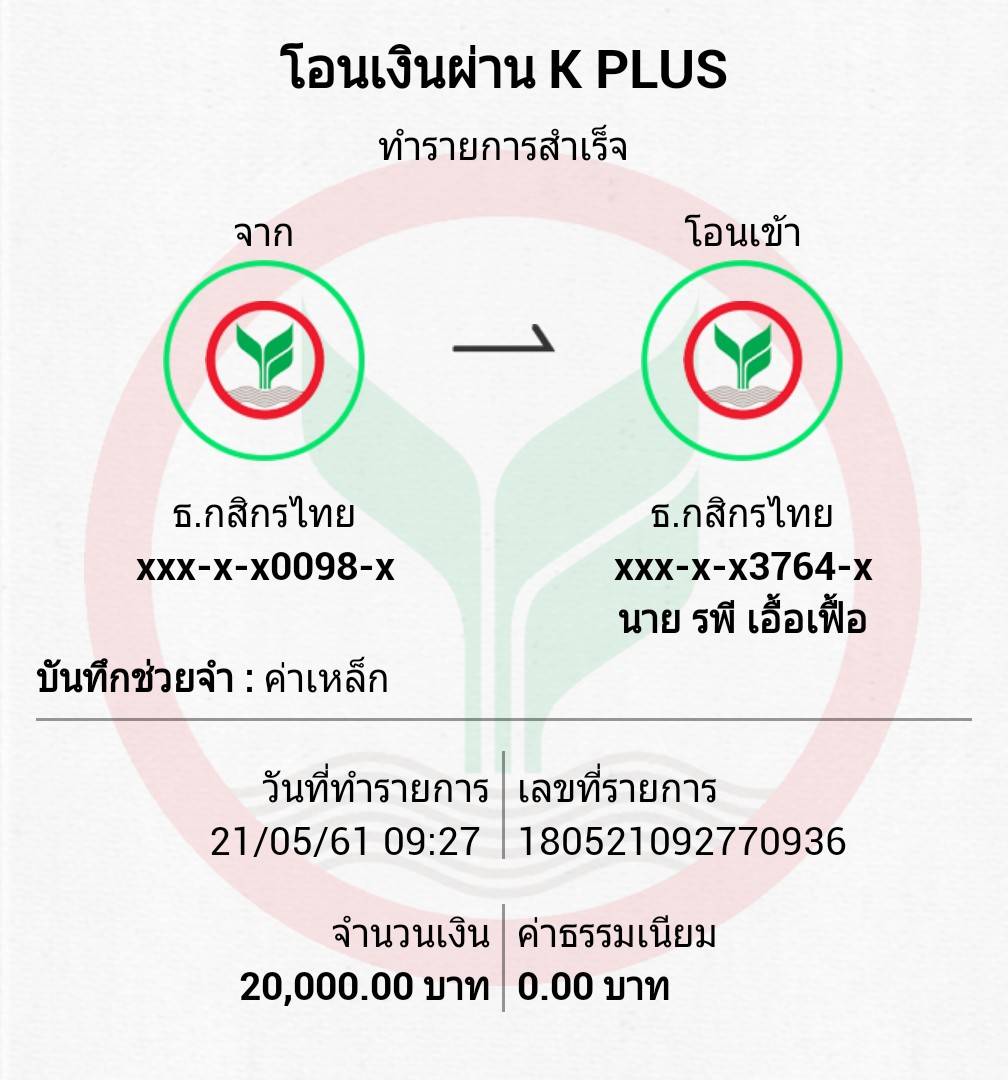 โอนเงินผ่าน K PLUS
ทำรายการสำเร็จ
จาก
โอนเข้า
ธ.กสิกรไทย
xxx-x-x0098-x
ธ.กสิกรไทย
xxx-x-x3764-x
นาย รพี เอื้อเฟื้อ
บันทึกช่วยจำ : ค่าเหล็ก
วันที่ทำรายการ
21/05/61 09:27
เลขที่รายการ
180521092770936
จำนวนเงิน
20,000.00 บาท
ค่าธรรมเนียม
0.00 บาท